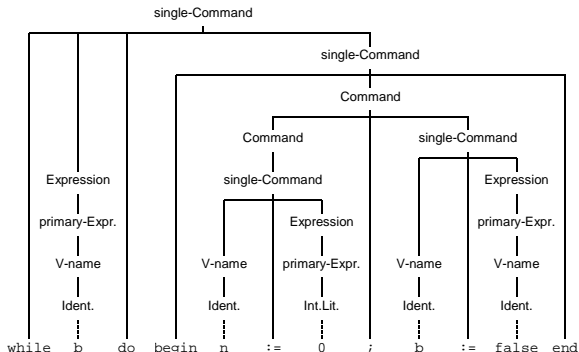 single-Command
single-Command
Command
Command single-Command
Expression single-Command Expression
primary-Expr. Expression primary-Expr.
V-name V-name primary-Expr. V-name V-name
Ident. Ident. Int.Lit. Ident. Ident.
while b do begin n := 0 ; b := false end